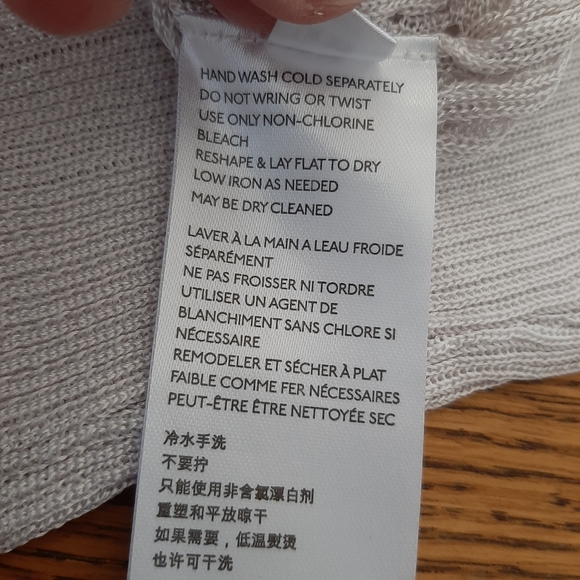 HAND WASH COLD SEPARATELY
DO NOT WRING OR TWIST
USE ONLY NON-CHLORINE
BLEACH
RESHAPE & LAY FLAT TO DRY
LOW IRON AS NEEDED
MAY BE DRY CLEANED
LAVER À LA MAIN A LEAU FROIDE
SÉPARÉMENT
NE PAS FROISSER NI TORDRE
UTILISER UN AGENT DE
BLANCHIMENT SANS CHLORE SI
NÉCESSAIRE
REMODELER ET SÉCHER À PLAT
FAIBLE COMME FER NÉCESSAIRES
PEUT-ÊTRE ÊTRE NETTOYÉE SEC
冷水手洗
不要拧
只能使用非含氯漂白剂
重塑和平放晾干
如果需要，低温熨烫
也许可干洗